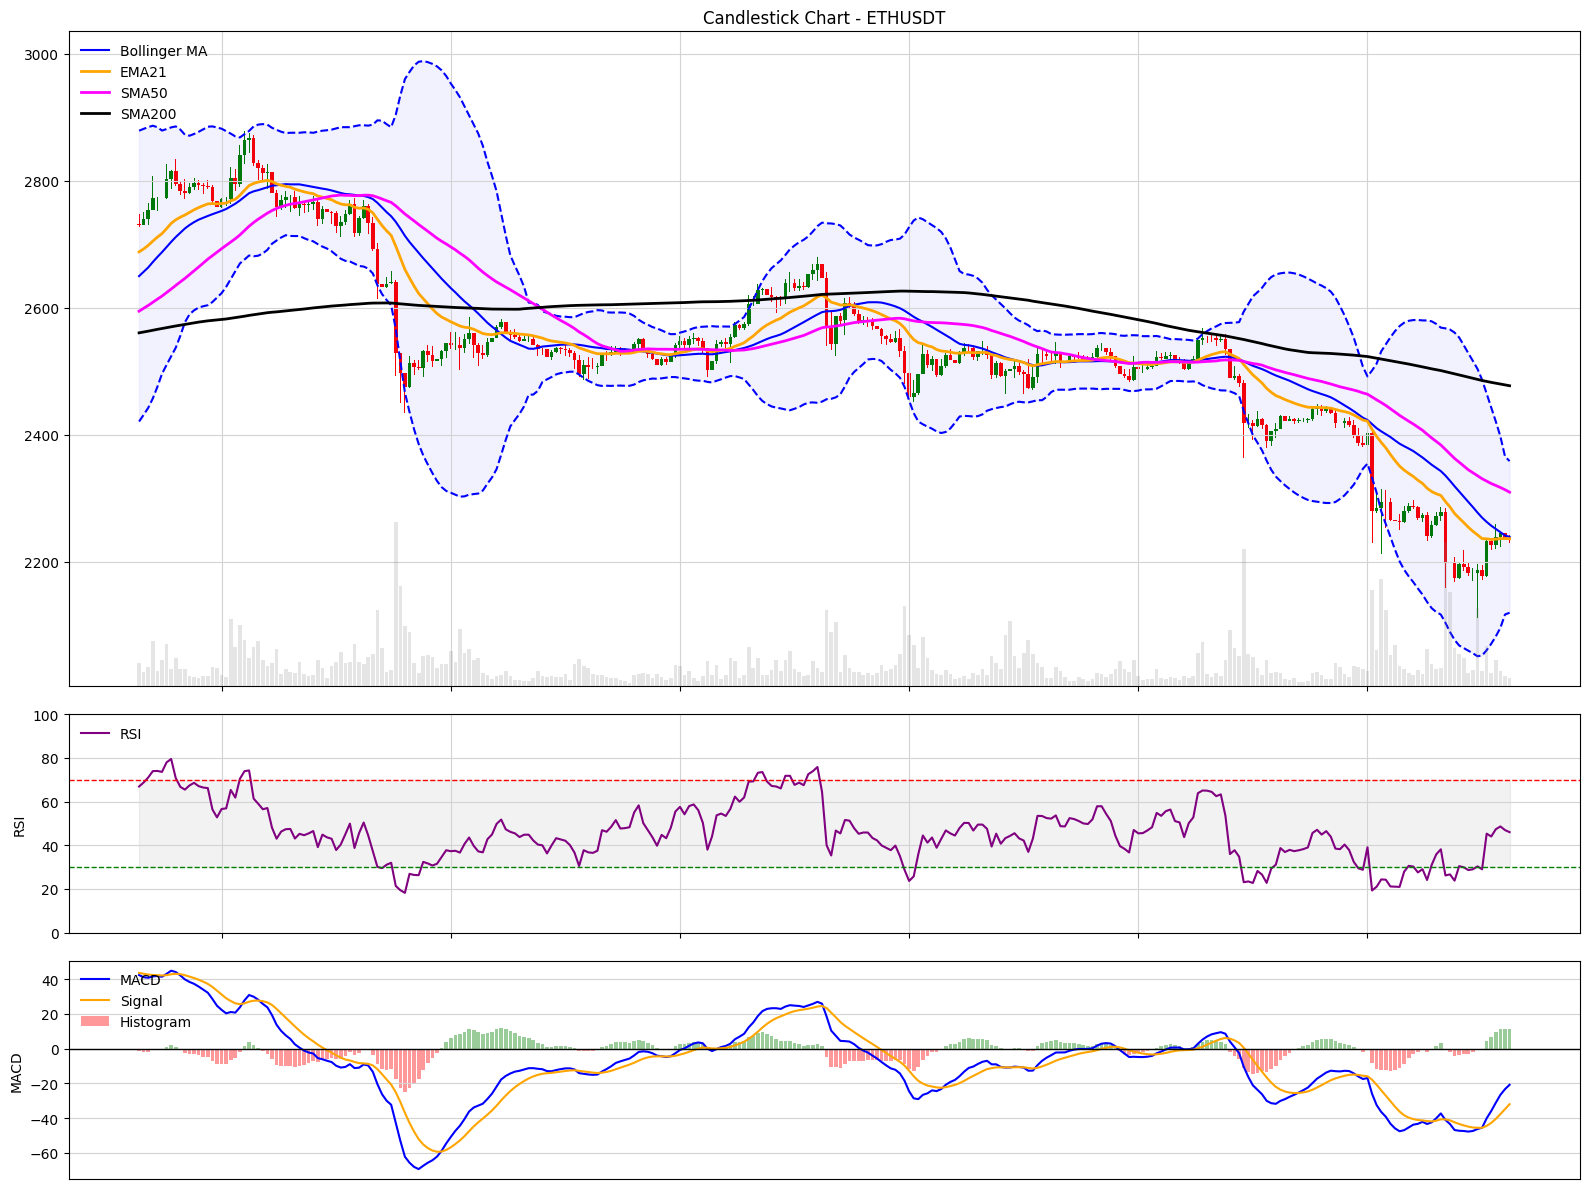 Candlestick Chart - ETHUSDT
3000
2800
2600
2400
2200
Bollinger MA
EMA21
SMA50
SMA200
100
80
60
40
20
0
RSI
RSI
40
20
0
−20
−40
−60
MACD
MACD
Signal
Histogram